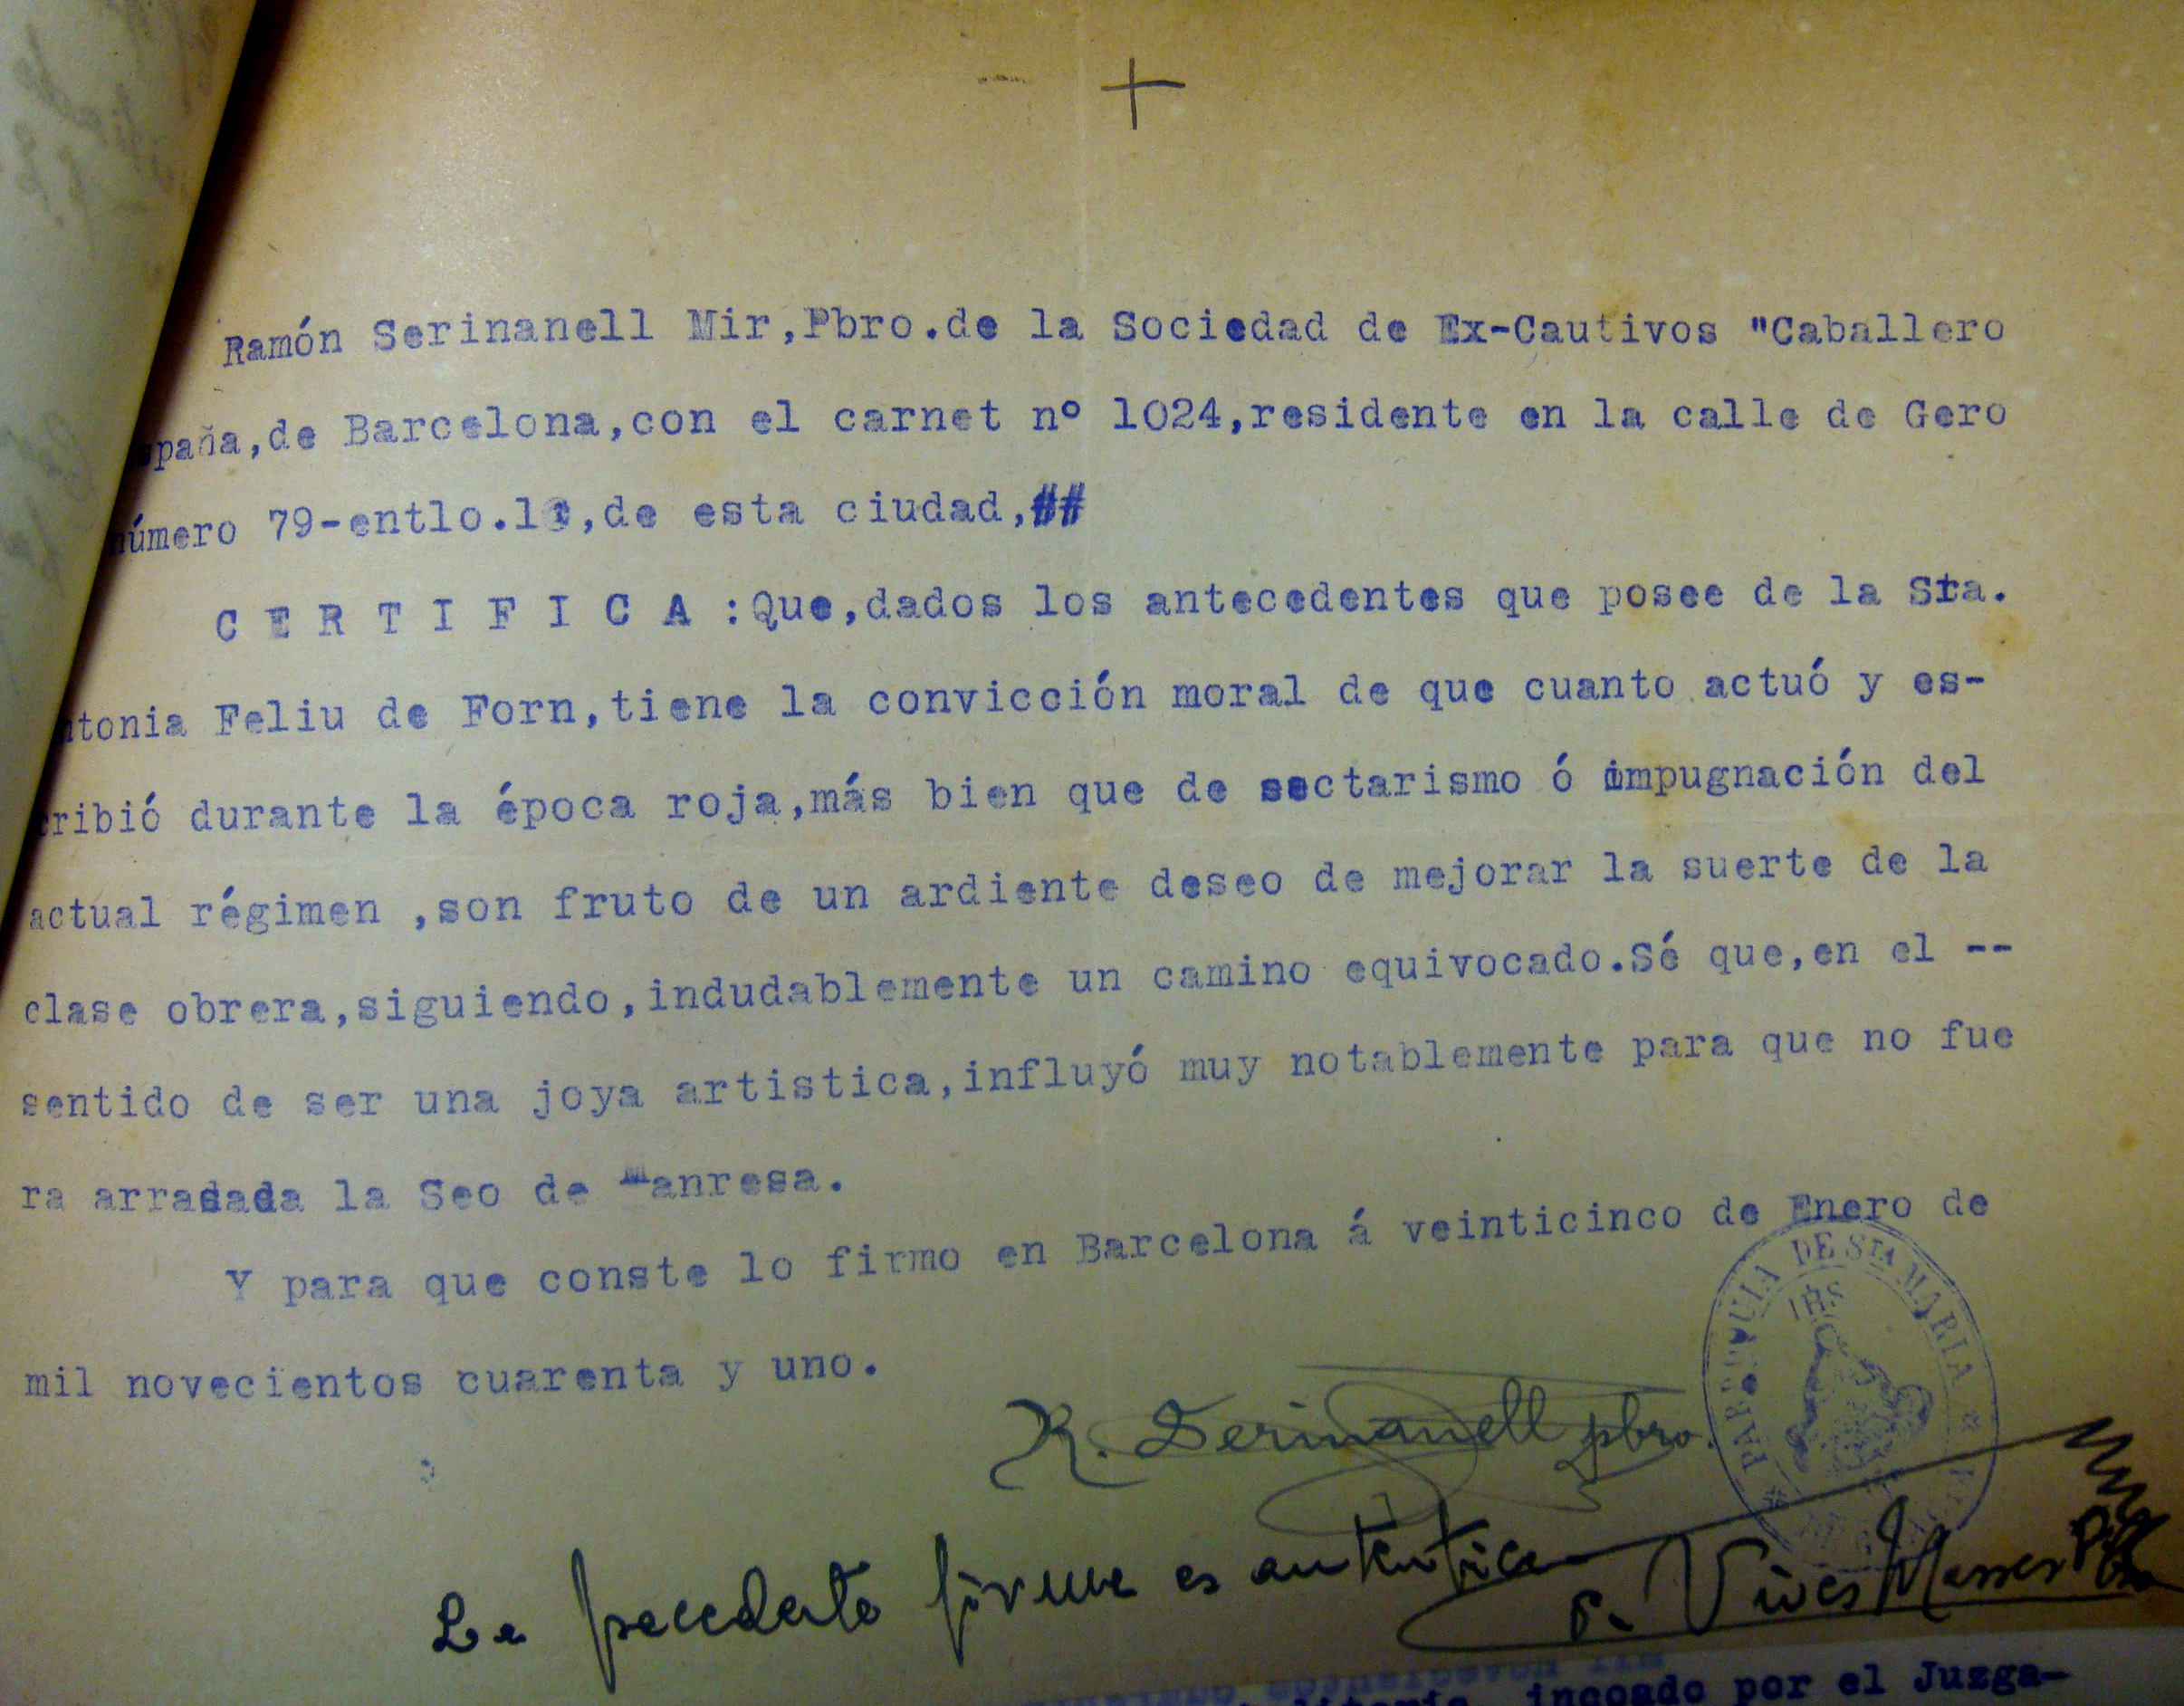 +
Ramón Serinanell Mir,Pbro.de la Sociedad de Ex-Cautivos "Caballero
spaña,de Barcelona,con el carnet nº 1024,residente en la calle de Gero
número 79-entlo.1ª,de esta ciudad,##
C E R T I F I C A :Que,dados los antecedentes que posee de la Sra.
ntonia Feliu de Forn,tiene la convicción moral de que cuanto actuó y es-
cribió durante la época roja,más bien que de sectarismo ó impugnación del
actual régimen ,son fruto de un ardiente deseo de mejorar la suerte de la
clase obrera,siguiendo,indudablemente un camino equivocado.Sé que,en el --
sentido de ser una joya artistica,influyó muy notablemente para que no fue
ra arrasada la Seo de Manresa.
Y para que conste lo firmo en Barcelona á veinticinco de Enero de
mil novecientos cuarenta y uno.
PARROQUIA DE STA MARIA
R. Serinanell pbro.
La precedente firma es autentica
P. Vives Masses
incoado por el Juzga-